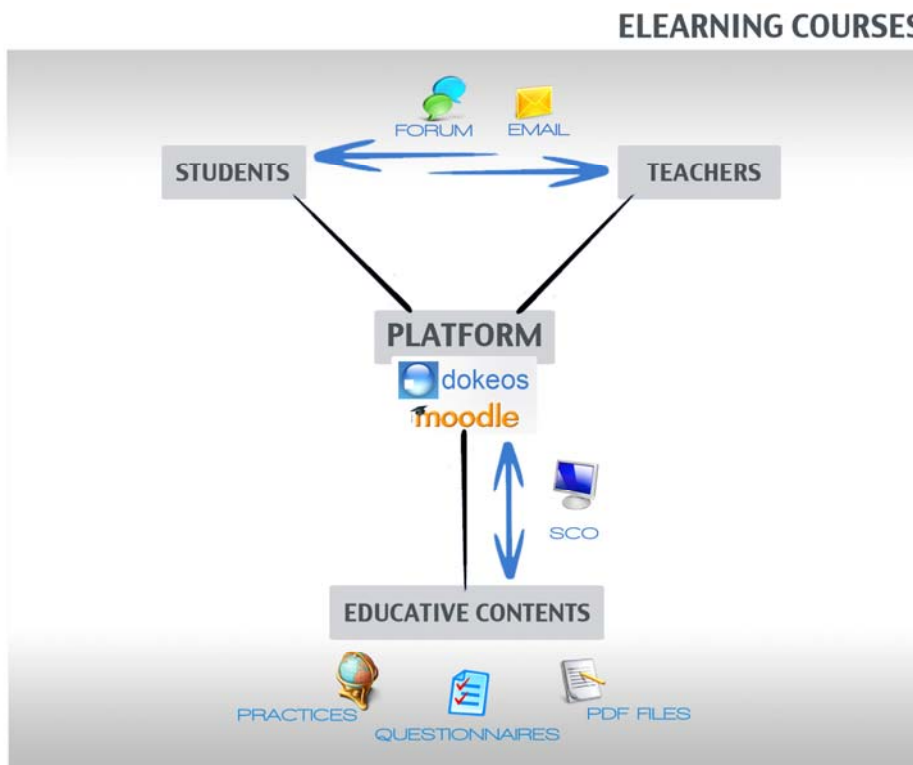 ELEARNING COURSES
FORUM EMAIL
STUDENTS TEACHERS
PLATFORM
dokeos
moodle
SCO
EDUCATIVE CONTENTS
PRACTICES QUESTIONNAIRES PDF FILES